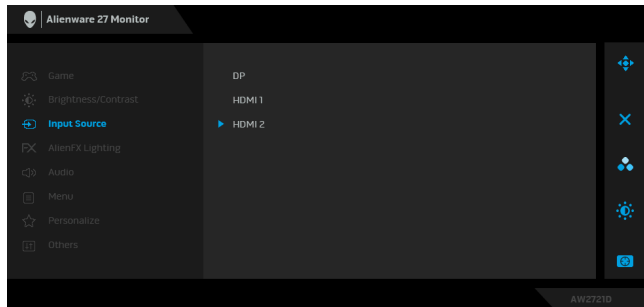 Alienware 27 Monitor
Game
Brightness/Contrast
Input Source
AlienFX Lighting
Audio
Menu
Personalize
Others
DP
HDMI 1
HDMI 2
AW2721D